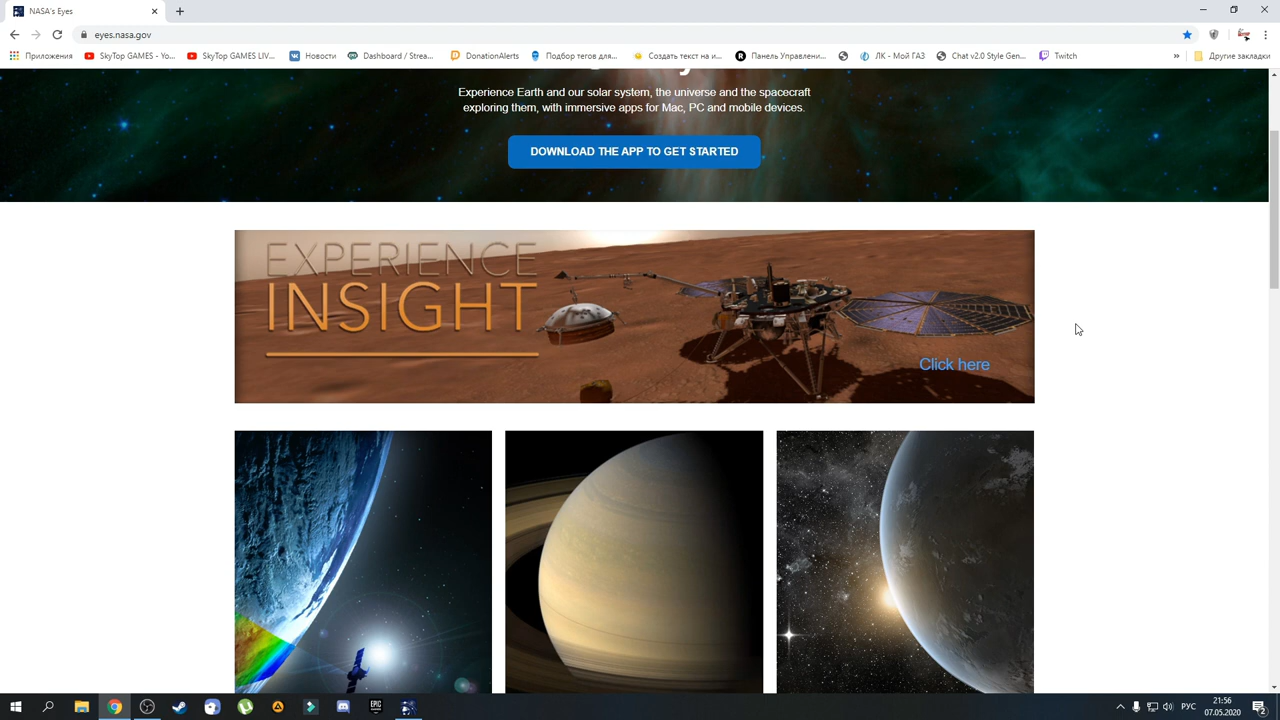 NASA's Eyes
eyes.nasa.gov
Приложения
SkyTop GAMES - Yo...
SkyTop GAMES LIV...
Новости
Dashboard / Strea...
DonationAlerts
Подбор тегов для...
Создать текст на и...
Панель Управлени...
ЛК - Мой ГАЗ
Chat v2.0 Style Gen...
Twitch
»
Другие закладки
Experience Earth and our solar system, the universe and the spacecraft
exploring them, with immersive apps for Mac, PC and mobile devices.
DOWNLOAD THE APP TO GET STARTED
EXPERIENCE
INSIGHT
Click here
EPIC
РУС
21:56
07.05.2020
2